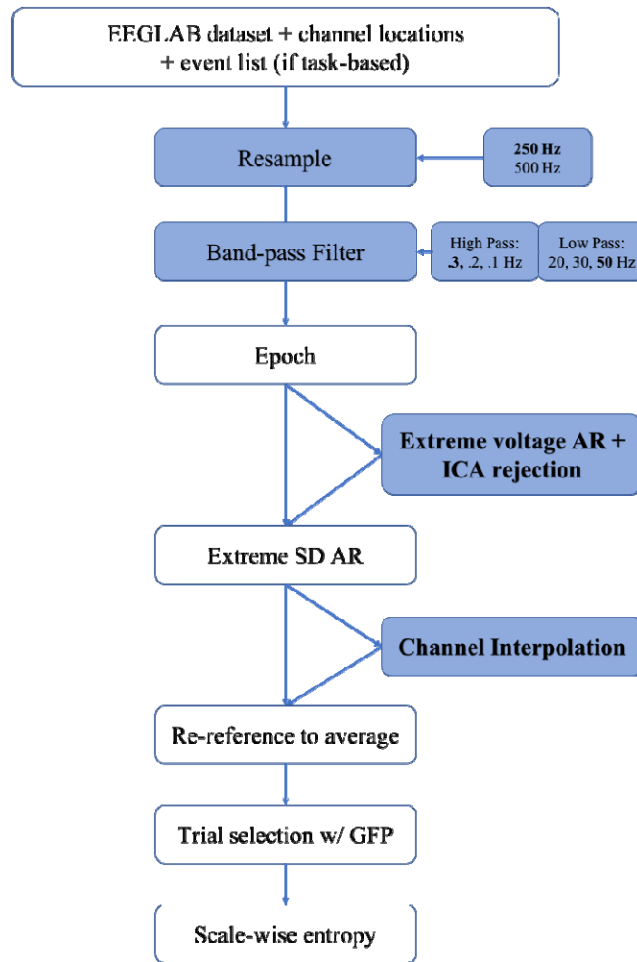 EEGLAB dataset + channel locations
+ event list (if task-based)
Resample
250 Hz
500 Hz
Band-pass Filter
High Pass:
.3, .2, .1 Hz
Low Pass:
20, 30, 50 Hz
Epoch
Extreme voltage AR +
ICA rejection
Extreme SD AR
Channel Interpolation
Re-reference to average
Trial selection w/ GFP
Scale-wise entropy